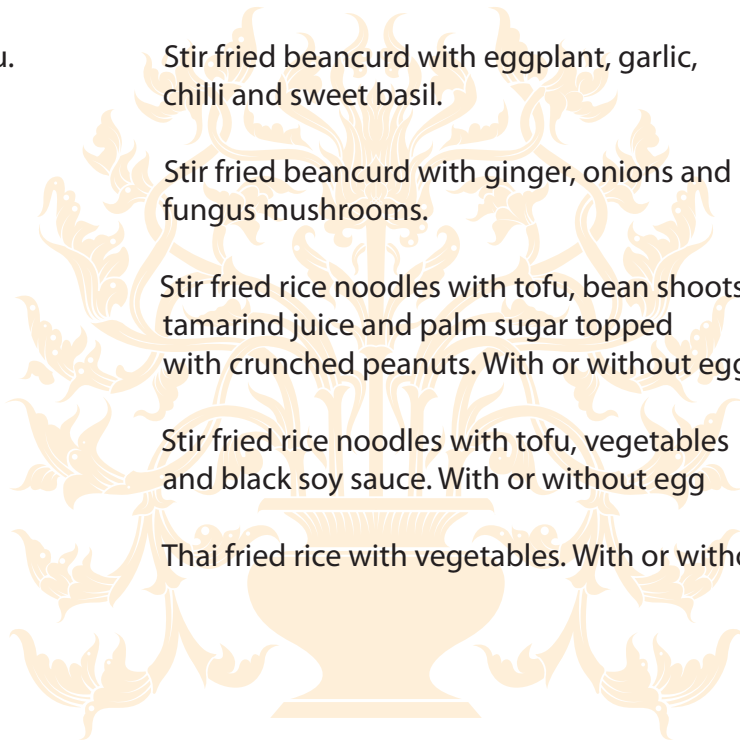 u.
Stir fried beancurd with eggplant, garlic,
chilli and sweet basil.
Stir fried beancurd with ginger, onions and
fungus mushrooms.
Stir fried rice noodles with tofu, bean shoots
tamarind juice and palm sugar topped
with crunched peanuts. With or without egg
Stir fried rice noodles with tofu, vegetables
and black soy sauce. With or without egg
Thai fried rice with vegetables. With or